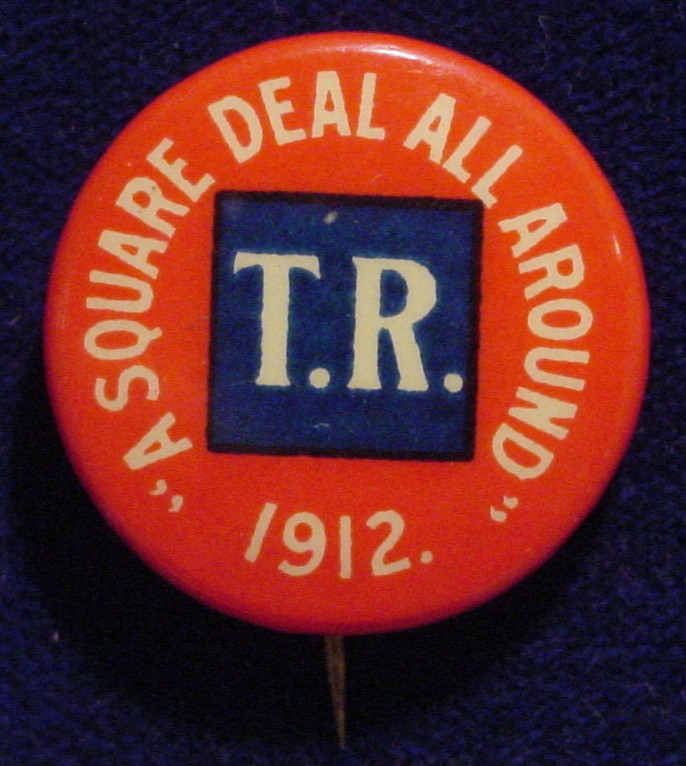 "A SQUARE DEAL ALL AROUND"
T.R.
1912.